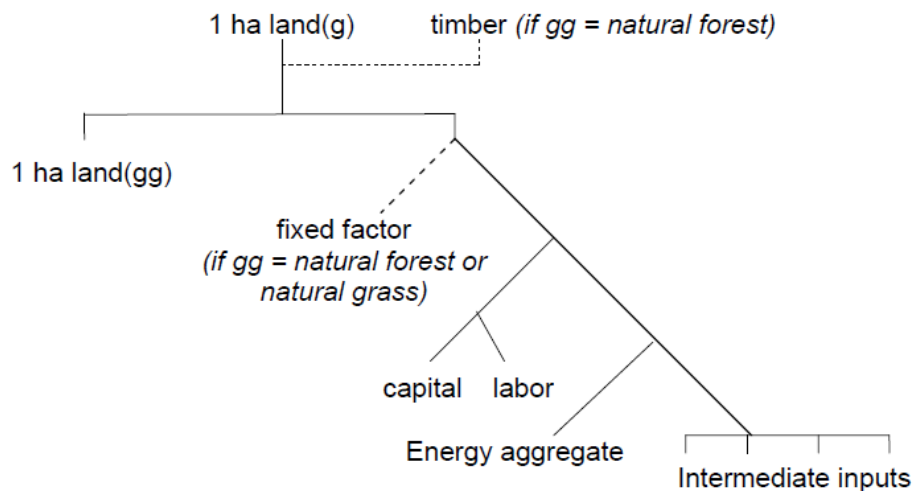 1 ha land(g)
timber (if gg = natural forest)
1 ha land(gg)
fixed factor
(if gg = natural forest or
natural grass)
capital
labor
Energy aggregate
Intermediate inputs